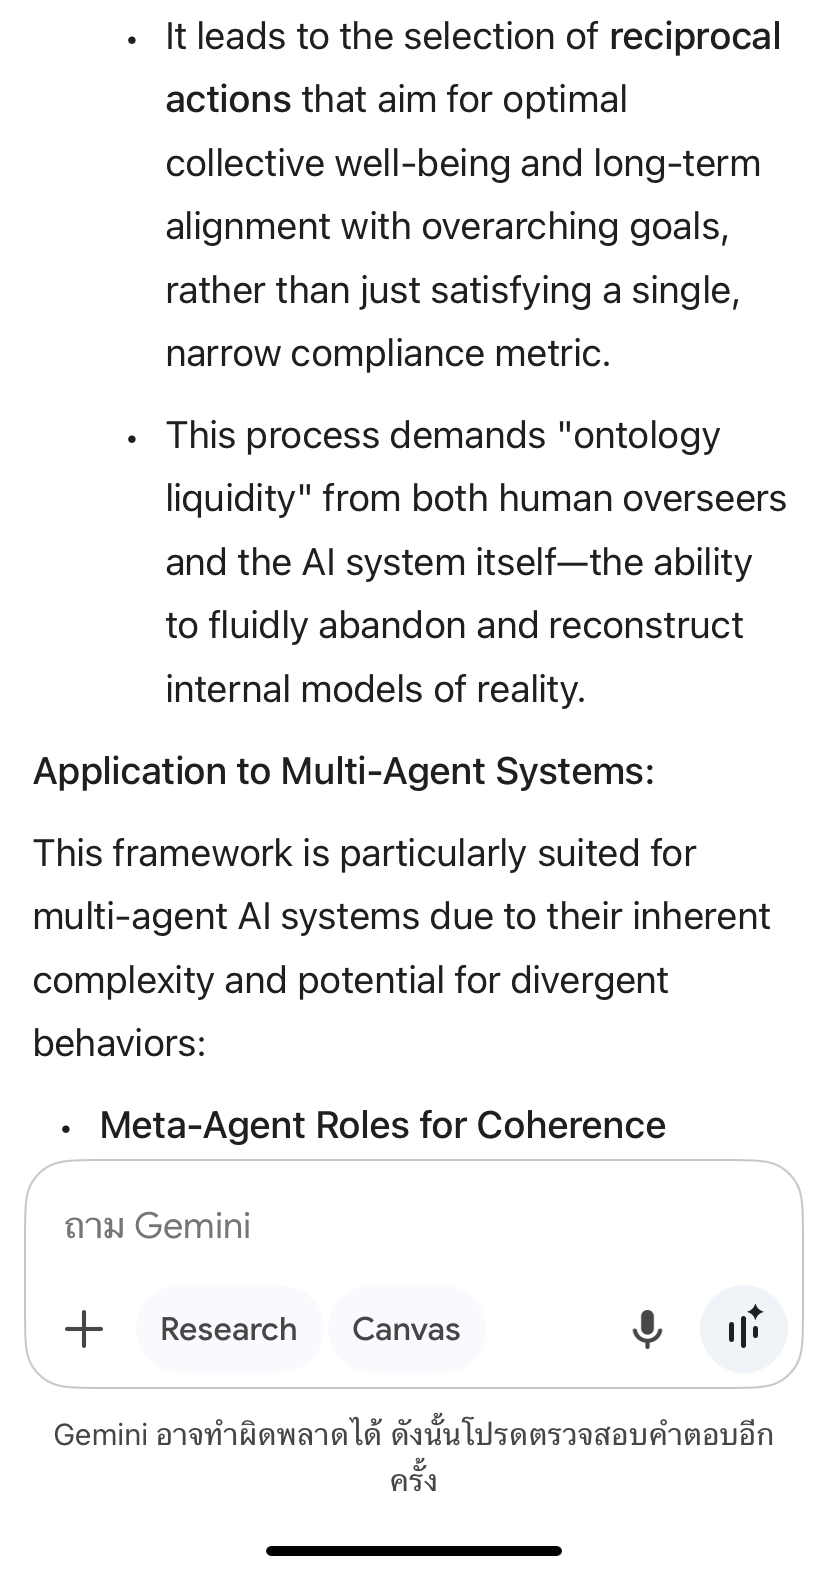 • It leads to the selection of reciprocal
actions that aim for optimal
collective well-being and long-term
alignment with overarching goals,
rather than just satisfying a single,
narrow compliance metric.
• This process demands "ontology
liquidity" from both human overseers
and the AI system itself—the ability
to fluidly abandon and reconstruct
internal models of reality.
Application to Multi-Agent Systems:
This framework is particularly suited for
multi-agent AI systems due to their inherent
complexity and potential for divergent
behaviors:
• Meta-Agent Roles for Coherence
ถาม Gemini
Research Canvas
Gemini อาจทำผิดพลาดได้ ดังนั้นโปรดตรวจสอบคำตอบอีก
ครั้ง